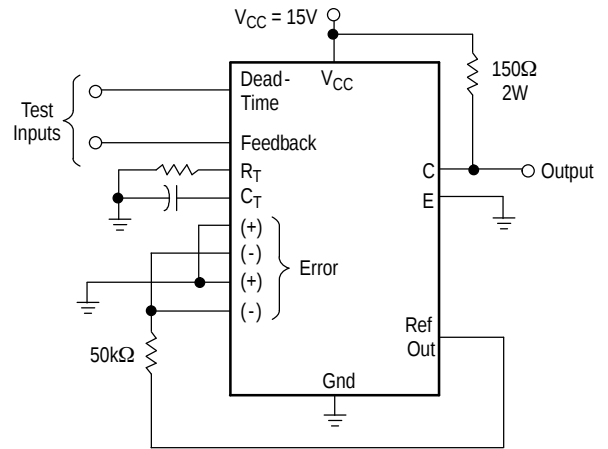 VCC = 15V
Dead-
Time
VCC
150Ω
2W
Test
Inputs
Feedback
RT
C
Output
CT
E
(+)
(-)
Error
(+)
(-)
50kΩ
Ref
Out
Gnd